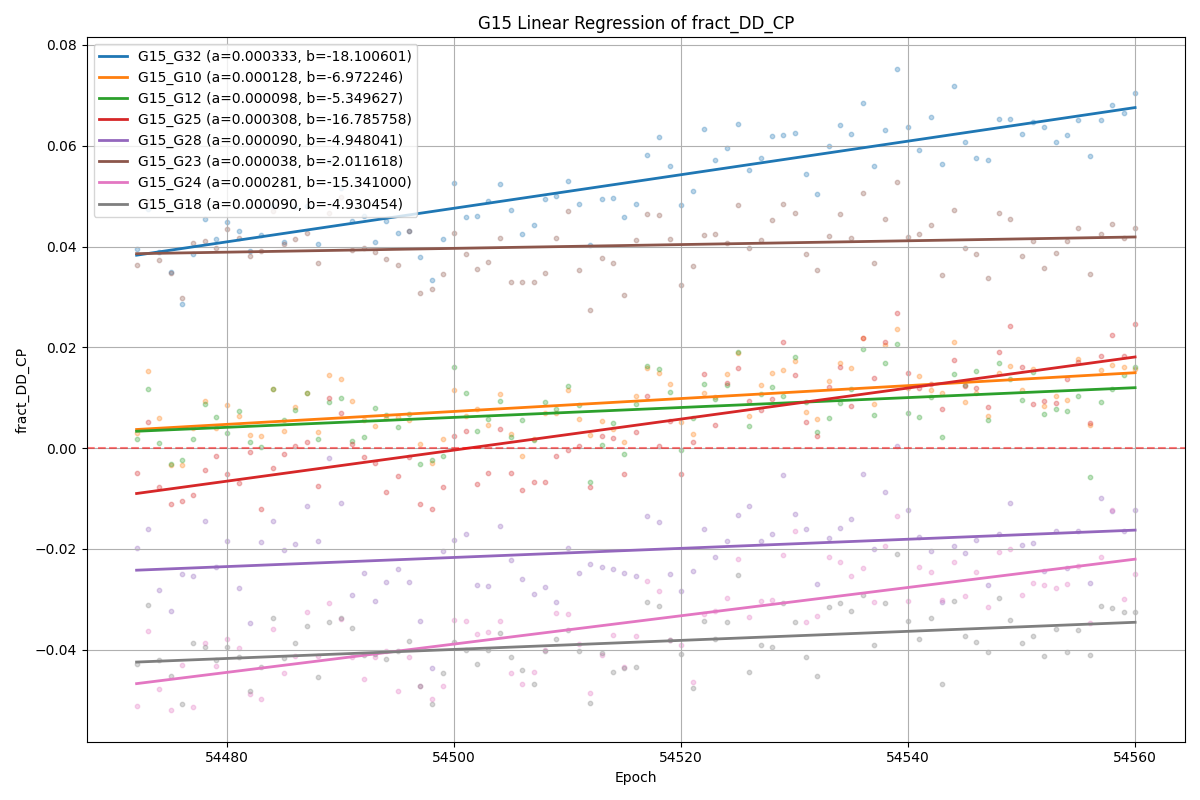 G15 Linear Regression of fract_DD_CP
G15_G32 (a=0.000333, b=-18.100601)
G15_G10 (a=0.000128, b=-6.972246)
G15_G12 (a=0.000098, b=-5.349627)
G15_G25 (a=0.000308, b=-16.785758)
G15_G28 (a=0.000090, b=-4.948041)
G15_G23 (a=0.000038, b=-2.011618)
G15_G24 (a=0.000281, b=-15.341000)
G15_G18 (a=0.000090, b=-4.930454)
fract_DD_CP
0.08
0.06
0.04
0.02
0.00
−0.02
−0.04
54480
54500
54520
54540
54560
Epoch